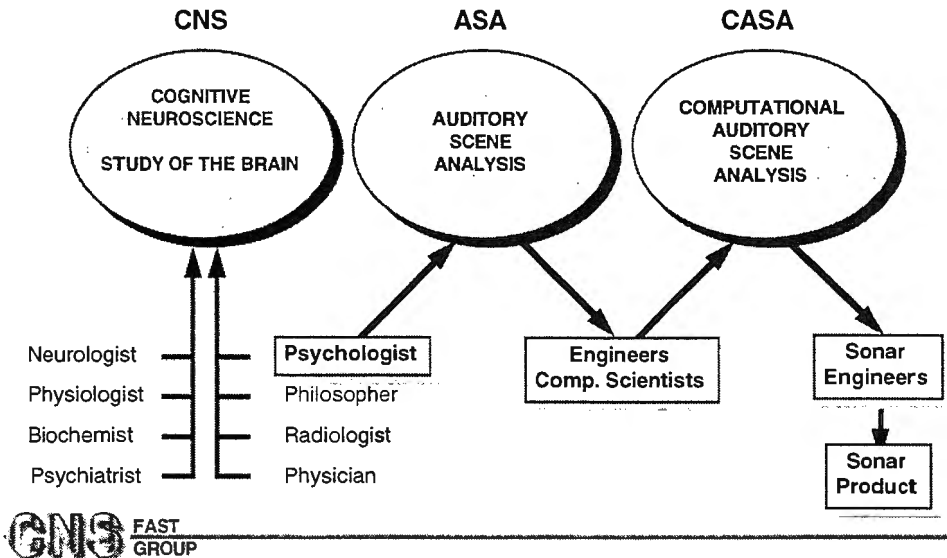 CNS
ASA
CASA
COGNITIVE
NEUROSCIENCE
STUDY OF THE BRAIN
AUDITORY
SCENE
ANALYSIS
COMPUTATIONAL
AUDITORY
SCENE
ANALYSIS
Neurologist
Physiologist
Biochemist
Psychiatrist
Psychologist
Philosopher
Radiologist
Physician
Engineers
Comp. Scientists
Sonar
Engineers
Sonar
Product
CNS
FAST
GROUP